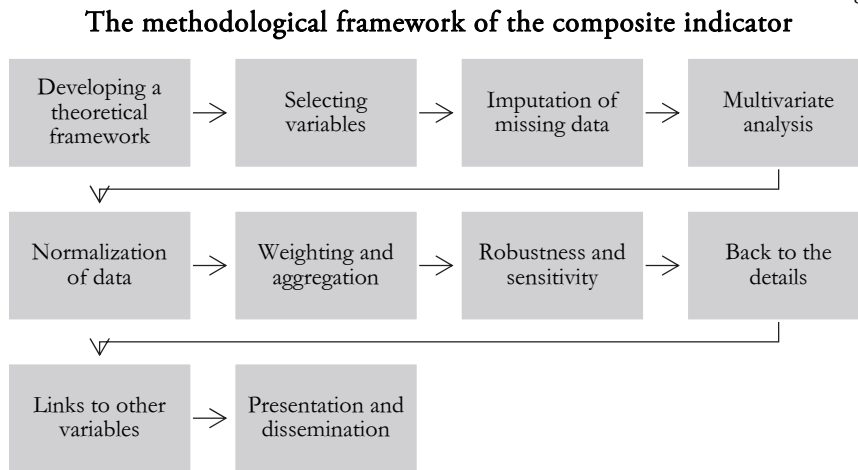 The methodological framework of the composite indicator
Developing a
theoretical
framework
Selecting
variables
Imputation of
missing data
Multivariate
analysis
Normalization
of data
Weighting and
aggregation
Robustness and
sensitivity
Back to the
details
Links to other
variables
Presentation and
dissemination